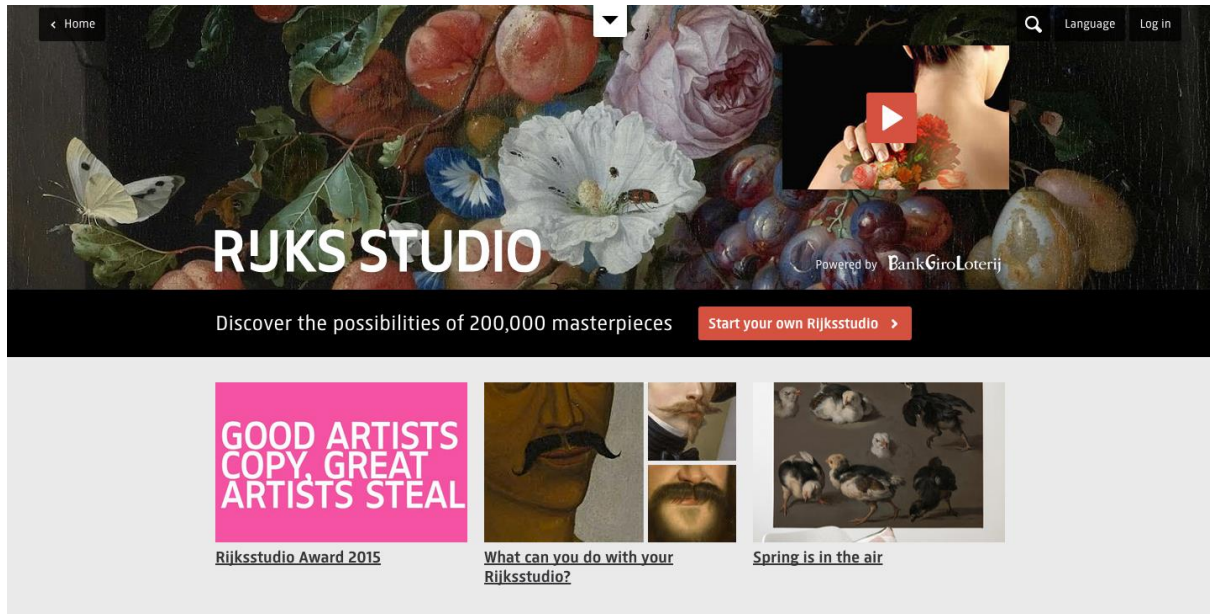 Home
Language
Log in
RIJKS STUDIO
Powered by BankGiroLoterij
Discover the possibilities of 200,000 masterpieces
Start your own Rijksstudio
GOOD ARTISTS
COPY, GREAT
ARTISTS STEAL
Rijksstudio Award 2015
What can you do with your
Rijksstudio?
Spring is in the air